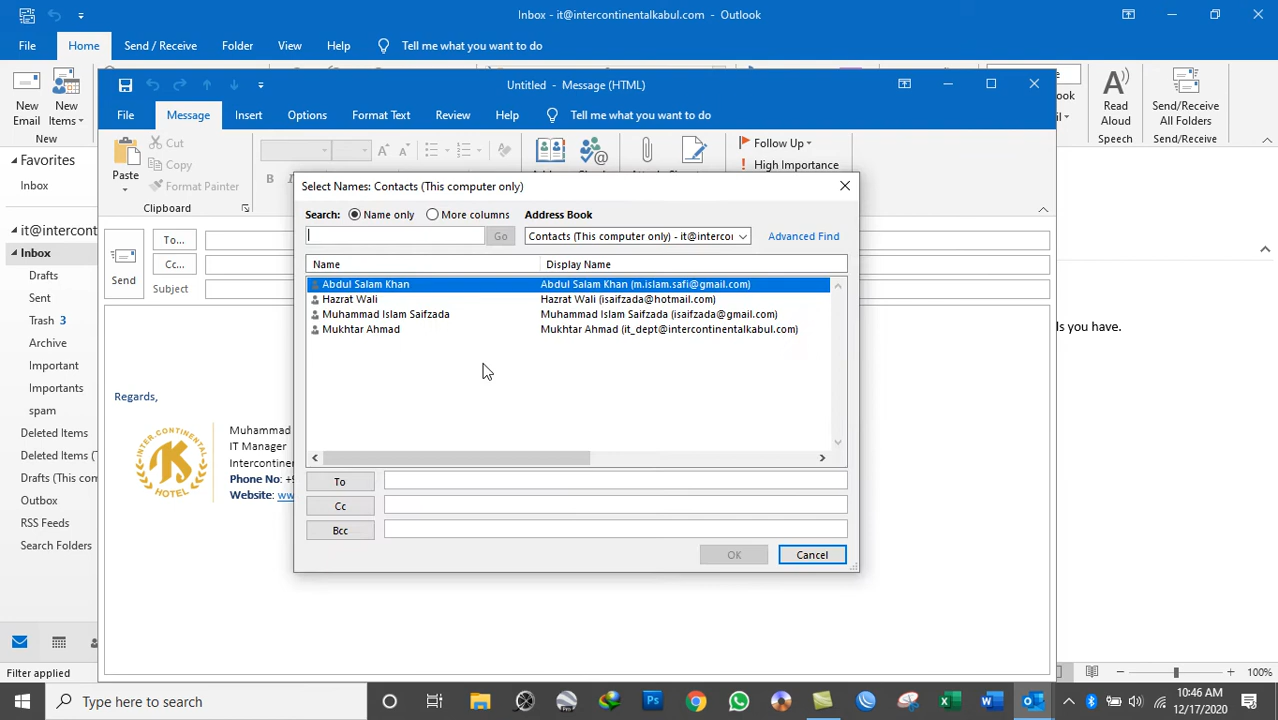 Inbox - it@intercontinentalkabul.com - Outlook
File Home Send / Receive Folder View Help Tell me what you want to do
Untitled - Message (HTML)
File Message Insert Options Format Text Review Help Tell me what you want to do
New Email
New Items
New
Paste
Cut
Copy
Format Painter
Clipboard
Follow Up
High Importance
Read Aloud
Speech
Send/Receive All Folders
Send/Receive
Favorites
Inbox
it@intercont
Inbox
Drafts
Sent
Trash 3
Archive
Important
Importants
spam
Deleted Items
Deleted Items (T
Drafts (This com
Outbox
RSS Feeds
Search Folders
Send
To...
Cc...
Subject
Select Names: Contacts (This computer only)
Search: Name only More columns Address Book
Go Contacts (This computer only) - it@interco Advanced Find
Name Display Name
Abdul Salam Khan Abdul Salam Khan (m.islam.safi@gmail.com)
Hazrat Wali Hazrat Wali (isaifzada@hotmail.com)
Muhammad Islam Saifzada Muhammad Islam Saifzada (isaifzada@gmail.com)
Mukhtar Ahmad Mukhtar Ahmad (it_dept@intercontinentalkabul.com)
To
Cc
Bcc
OK Cancel
ls you have.
Regards,
INTER.CONTINENTAL
HOTEL
Muhammad
IT Manager
Intercontine
Phone No: +9
Website: ww
Filter applied
100%
Type here to search
10:46 AM
12/17/2020